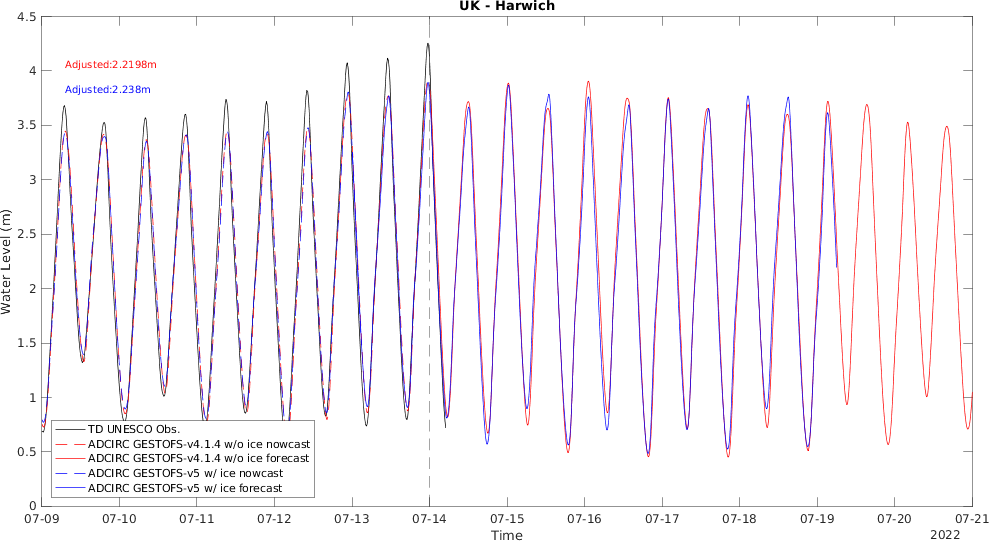 UK - Harwich
4.5
4
3.5
3
2.5
2
1.5
1
0.5
0
Water Level (m)
Adjusted:2.2198m
Adjusted:2.238m
TD UNESCO Obs.
ADCIRC GESTOFS-v4.1.4 w/o ice nowcast
ADCIRC GESTOFS-v4.1.4 w/o ice forecast
ADCIRC GESTOFS-v5 w/ ice nowcast
ADCIRC GESTOFS-v5 w/ ice forecast
07-09 07-10 07-11 07-12 07-13 07-14 07-15 07-16 07-17 07-18 07-19 07-20 07-21
Time
2022